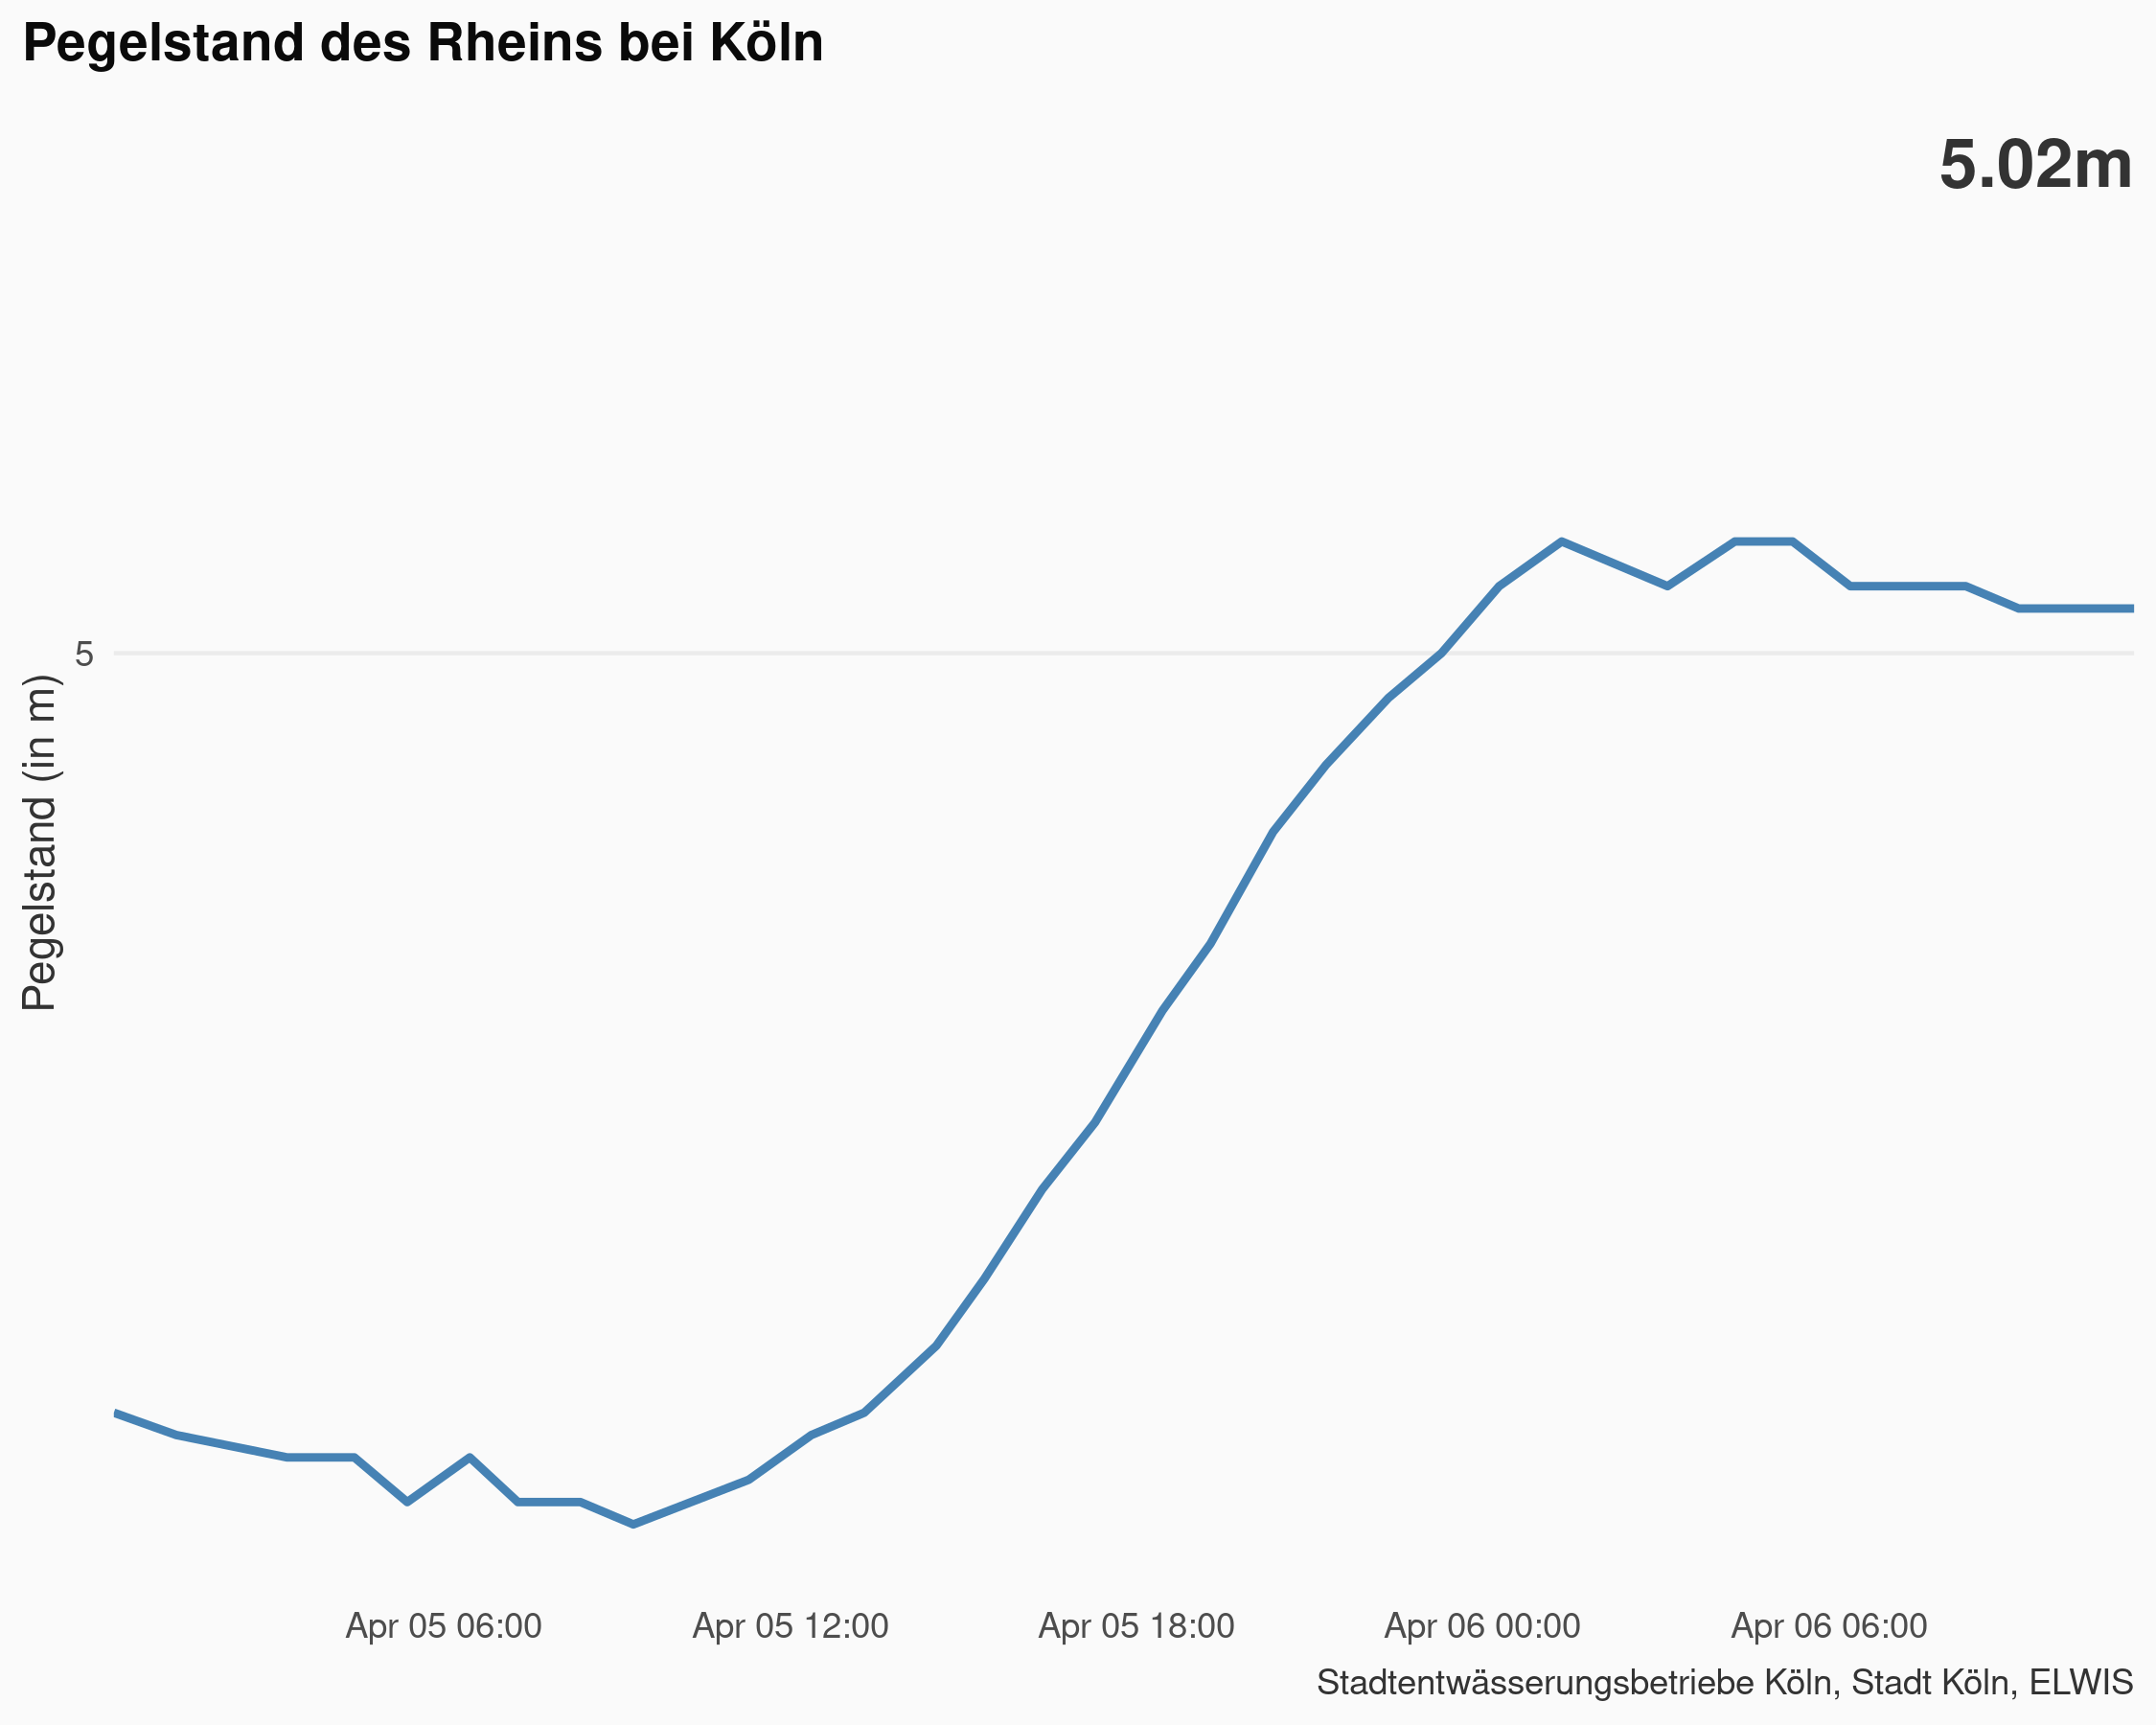 Pegelstand des Rheins bei Köln
5.02m
5
Pegelstand (in m)
Apr 05 06:00 Apr 05 12:00 Apr 05 18:00 Apr 06 00:00 Apr 06 06:00
Stadtentwässerungsbetriebe Köln, Stadt Köln, ELWIS